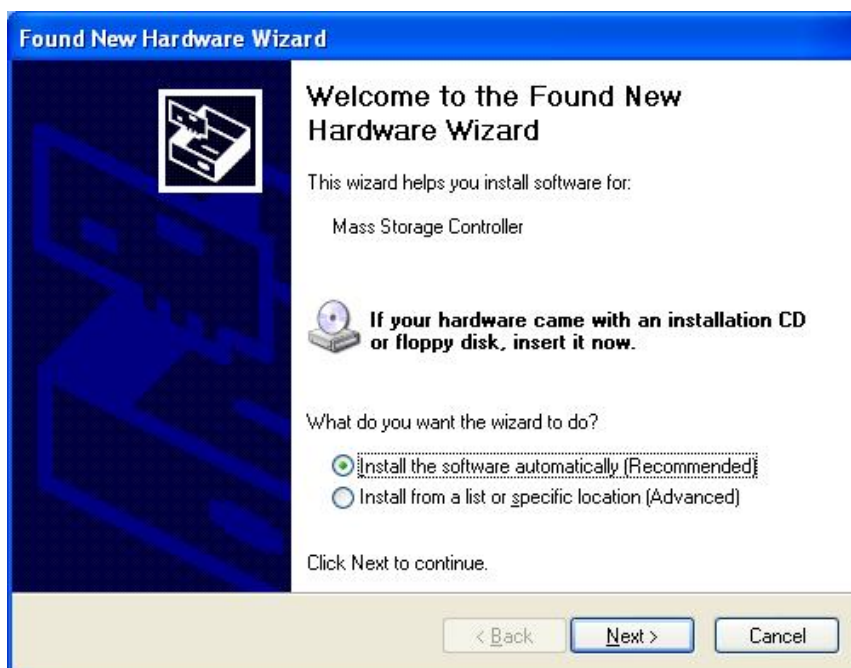 Found New Hardware Wizard
Welcome to the Found New
Hardware Wizard
This wizard helps you install software for:
Mass Storage Controller
If your hardware came with an installation CD
or floppy disk, insert it now.
What do you want the wizard to do?
Install the software automatically (Recommended)
Install from a list or specific location (Advanced)
Click Next to continue.
< Back Next > Cancel